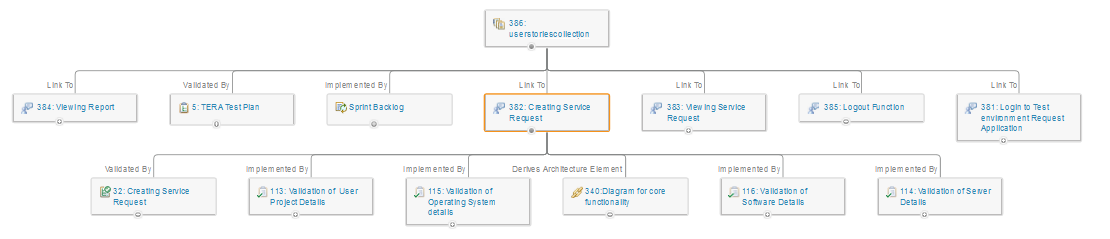 386:
userstoriescollection
Link To
Validated By
Implemented By
Link To
Link To
Link To
Link To
384: Viewing Report
5: TERA Test Plan
Sprint Backlog
382: Creating Service
Request
383: Viewing Service
Request
385: Logout Function
381: Login to Test
environment Request
Application
Validated By
Implemented By
Implemented By
Derives Architecture Element
Implemented By
Implemented By
32: Creating Service
Request
113: Validation of User
Project Details
115: Validation of
Operating System
details
340:Diagram for core
functionality
116: Validation of
Software Details
114: Validation of Server
Details